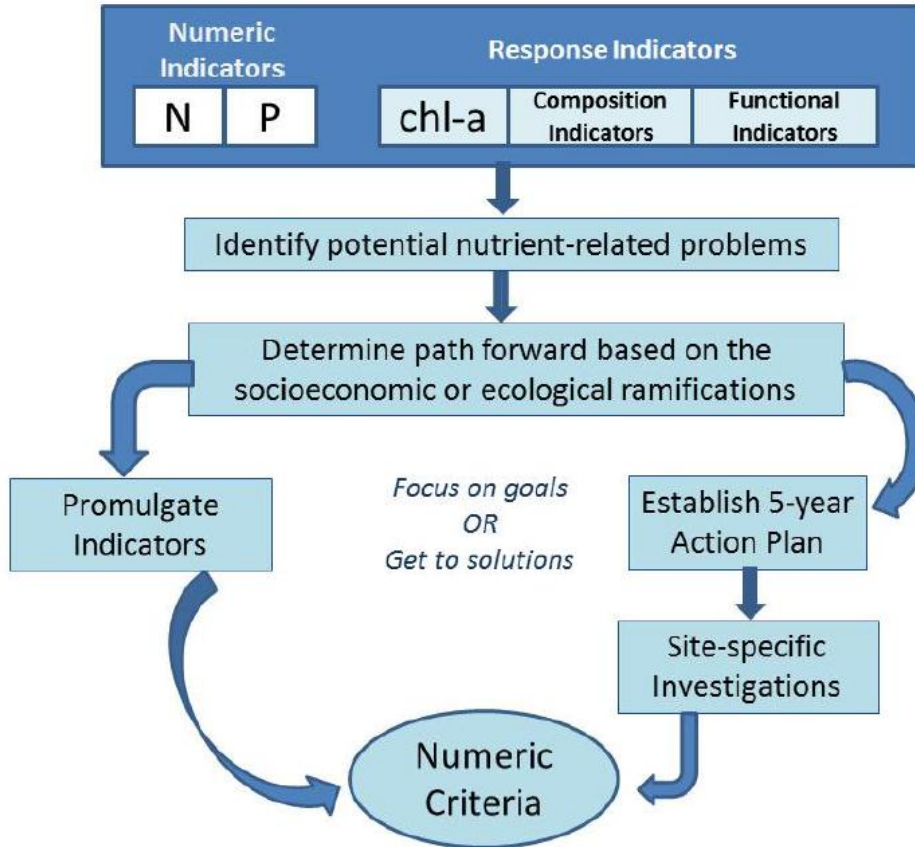 Numeric
Indicators
Response Indicators
N
P
chl-a
Composition
Indicators
Functional
Indicators
Identify potential nutrient-related problems
Determine path forward based on the
socioeconomic or ecological ramifications
Promulgate
Indicators
Focus on goals
OR
Get to solutions
Establish 5-year
Action Plan
Site-specific
Investigations
Numeric
Criteria